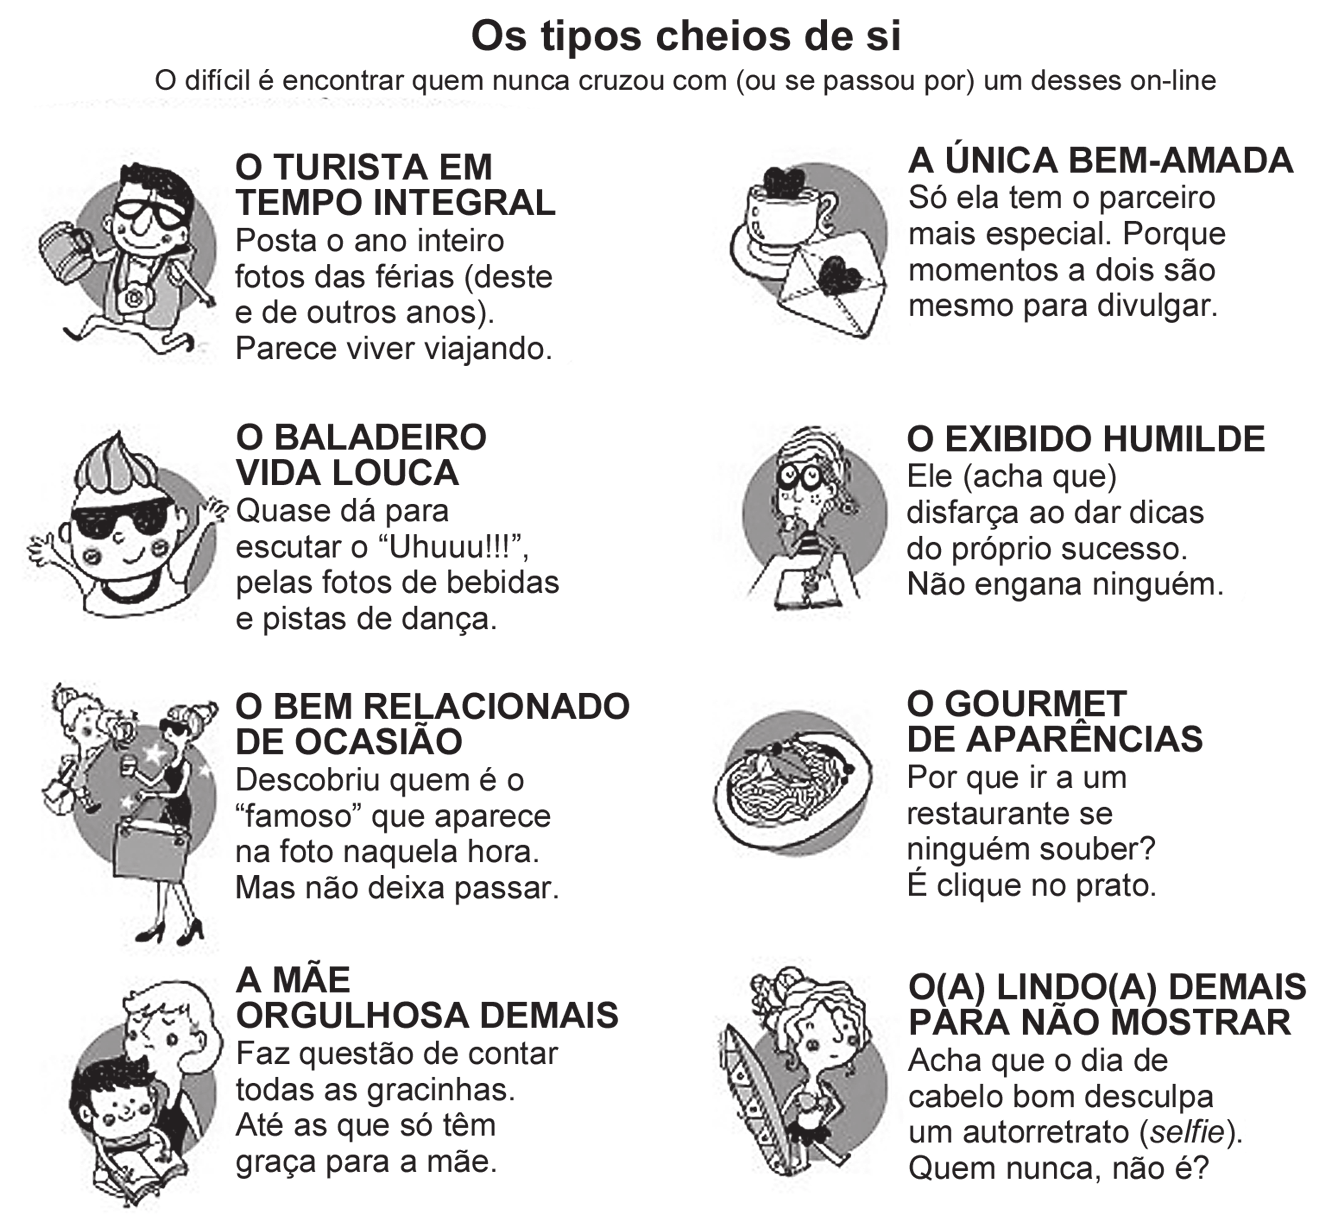 Os tipos cheios de si
O difícil é encontrar quem nunca cruzou com (ou se passou por) um desses on-line
O TURISTA EM
TEMPO INTEGRAL
Posta o ano inteiro
fotos das férias (deste
e de outros anos).
Parece viver viajando.
A ÚNICA BEM-AMADA
Só ela tem o parceiro
mais especial. Porque
momentos a dois são
mesmo para divulgar.
O BALADEIRO
VIDA LOUCA
Quase dá para
escutar o “Uhuuu!!!”,
pelas fotos de bebidas
e pistas de dança.
O EXIBIDO HUMILDE
Ele (acha que)
disfarça ao dar dicas
do próprio sucesso.
Não engana ninguém.
O BEM RELACIONADO
DE OCASIÃO
Descobriu quem é o
“famoso” que aparece
na foto naquela hora.
Mas não deixa passar.
O GOURMET
DE APARÊNCIAS
Por que ir a um
restaurante se
ninguém souber?
É clique no prato.
A MÃE
ORGULHOSA DEMAIS
Faz questão de contar
todas as gracinhas.
Até as que só têm
graça para a mãe.
O(A) LINDO(A) DEMAIS
PARA NÃO MOSTRAR
Acha que o dia de
cabelo bom desculpa
um autorretrato (selfie).
Quem nunca, não é?